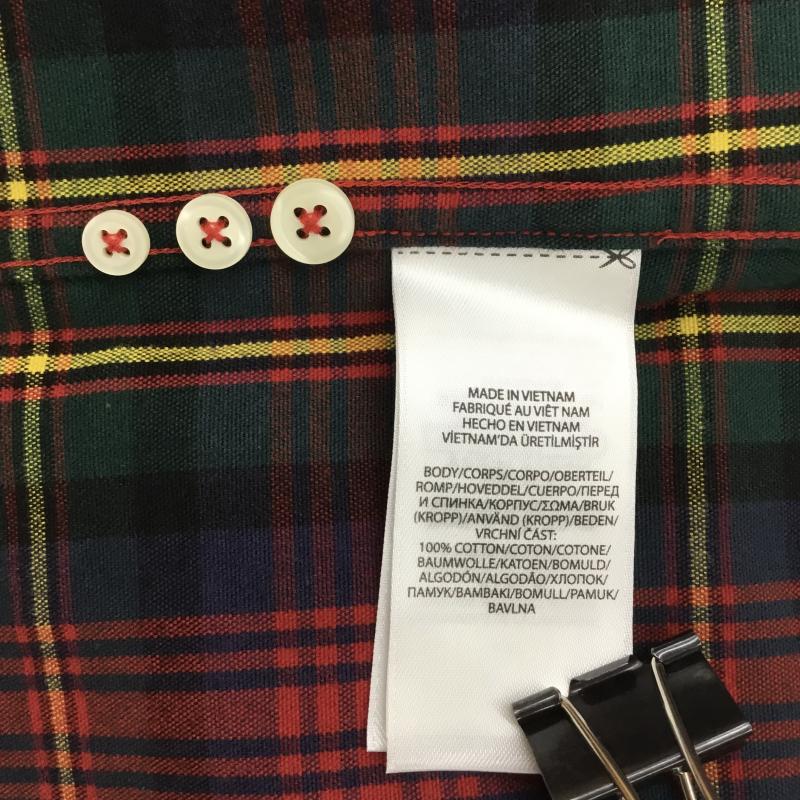 MADE IN VIETNAM
FABRIQUÉ AU VIÊT NAM
HECHO EN VIETNAM
VİETNAM'DA ÜRETİLMİŞTİR
BODY/CORPS/CORPO/OBERTEIL/
ROMP/HOVEDDEL/CUERPO/ПЕРЕД
И СПИНКА/КОРПУС/ΣΩΜΑ/BRUK
(KROPP)/ANVÄND (KROPP)/BEDEN/
VRCHNÍ ČÁST:
100% COTTON/COTON/COTONE/
BAUMWOLLE/KATOEN/BOMULD/
ALGODÓN/ALGODÃO/ХЛОПОК/
ПАМУК/ΒΑΜΒΑΚΙ/BOMULL/PAMUK/
BAVLNA